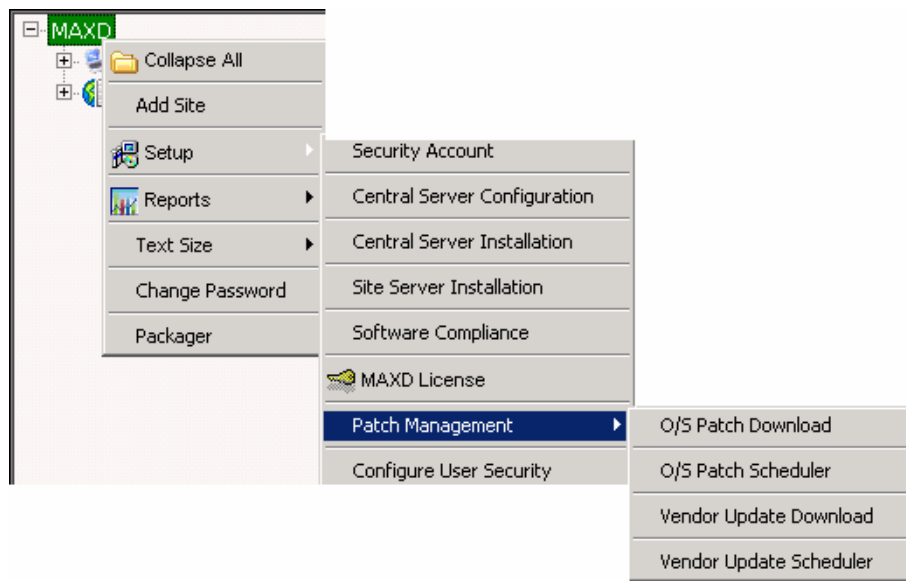 MAXD
Collapse All
Add Site
Setup
Reports
Text Size
Change Password
Packager
Security Account
Central Server Configuration
Central Server Installation
Site Server Installation
Software Compliance
MAXD License
Patch Management
Configure User Security
O/S Patch Download
O/S Patch Scheduler
Vendor Update Download
Vendor Update Scheduler